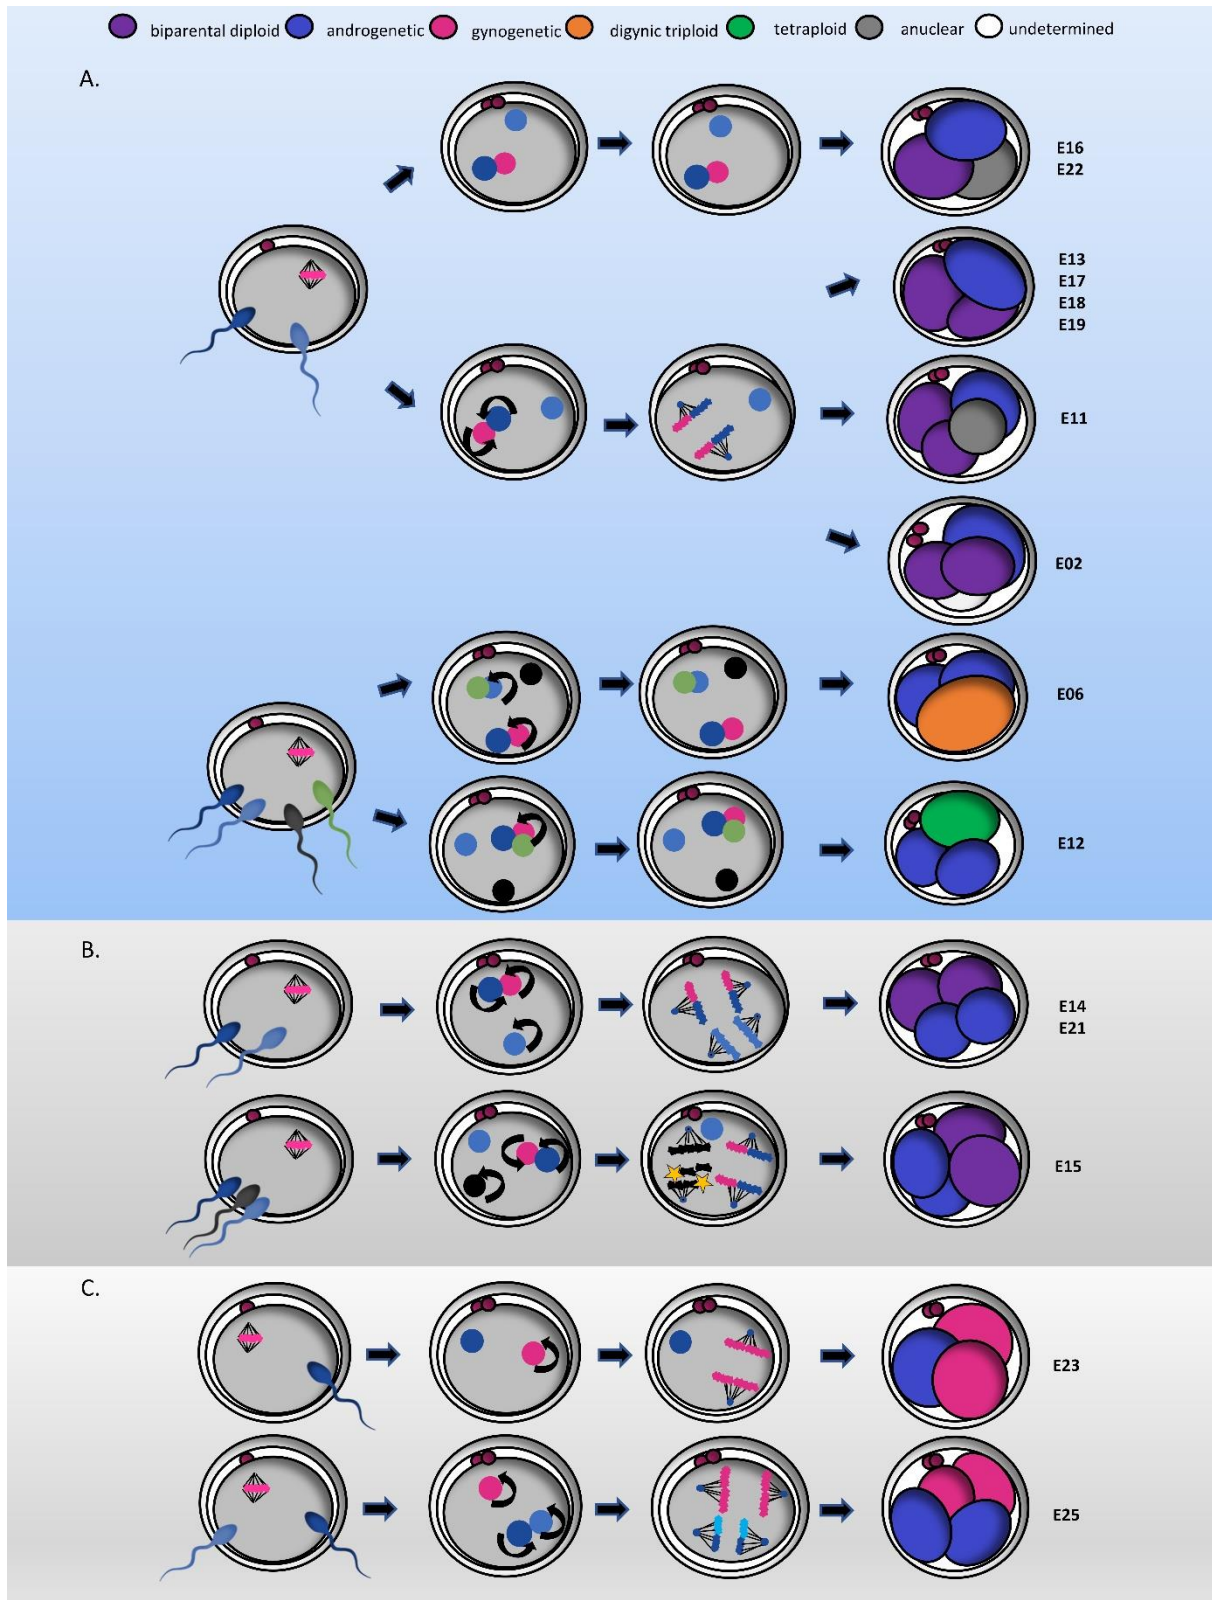 biparental diploid androgenetic gynogenetic digynic triploid tetraploid anuclear undetermined
A.
E16
E22
E13
E17
E18
E19
E11
E02
E06
E12
B.
E14
E21
E15
C.
E23
E25